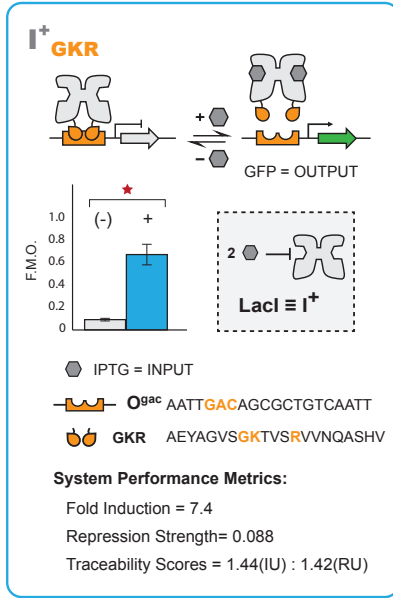 I⁺GKR
+
−
GFP = OUTPUT
F.M.O.
1.0
0.8
0.6
0.4
0.2
0
(-) +
2
LacI ≡ I⁺
IPTG = INPUT
Oᵍᵃᶜ AATTGACAGCGCTGTCAATT
GKR AEYAGVSGKTVSRVVNQASHV
System Performance Metrics:
Fold Induction = 7.4
Repression Strength= 0.088
Traceability Scores = 1.44(IU) : 1.42(RU)